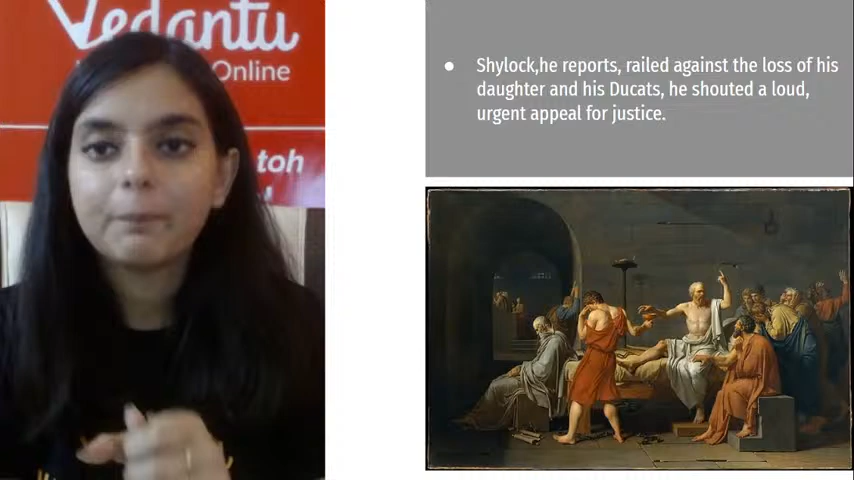 Vedantu
Online
toh
● Shylock,he reports, railed against the loss of his
daughter and his Ducats, he shouted a loud,
urgent appeal for justice.